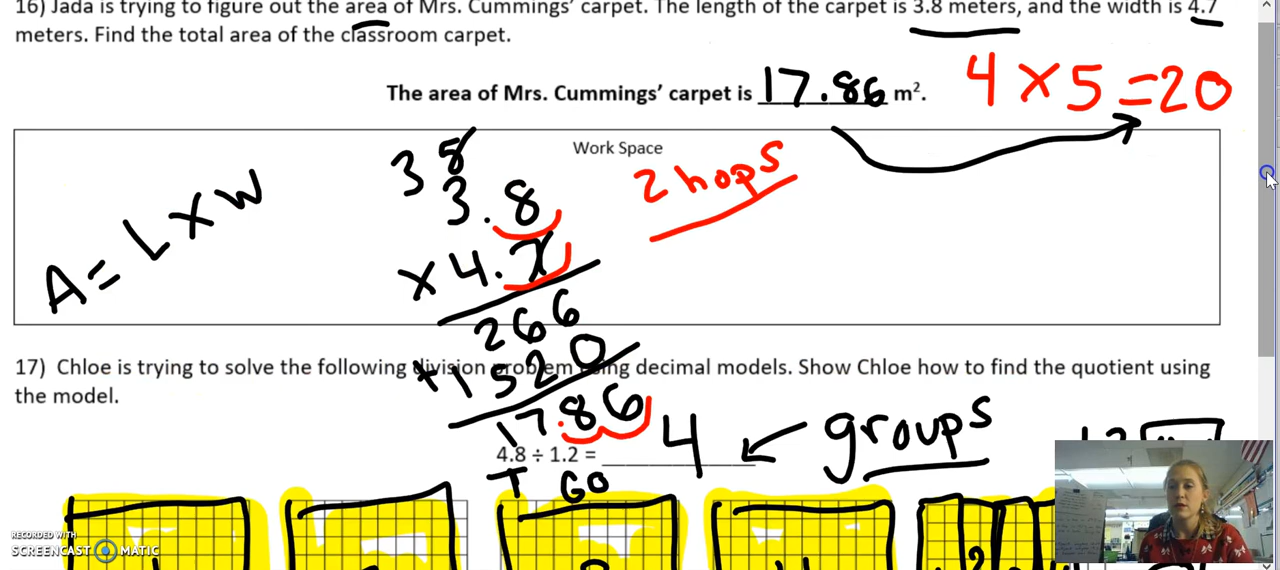 16) Jada is trying to figure out the area of Mrs. Cummings' carpet. The length of the carpet is 3.8 meters, and the width is 4.7
meters. Find the total area of the classroom carpet.
The area of Mrs. Cummings' carpet is 17.86 m².
4 × 5 = 20
Work Space
2 hops
A = L × W
3 5
3.8
× 4.7
266
+ 1520
17.86
17) Chloe is trying to solve the following division problem using decimal models. Show Chloe how to find the quotient using
the model.
4.8 ÷ 1.2 = 4
groups
T GO
RECORDED WITH
SCREENCAST MATIC